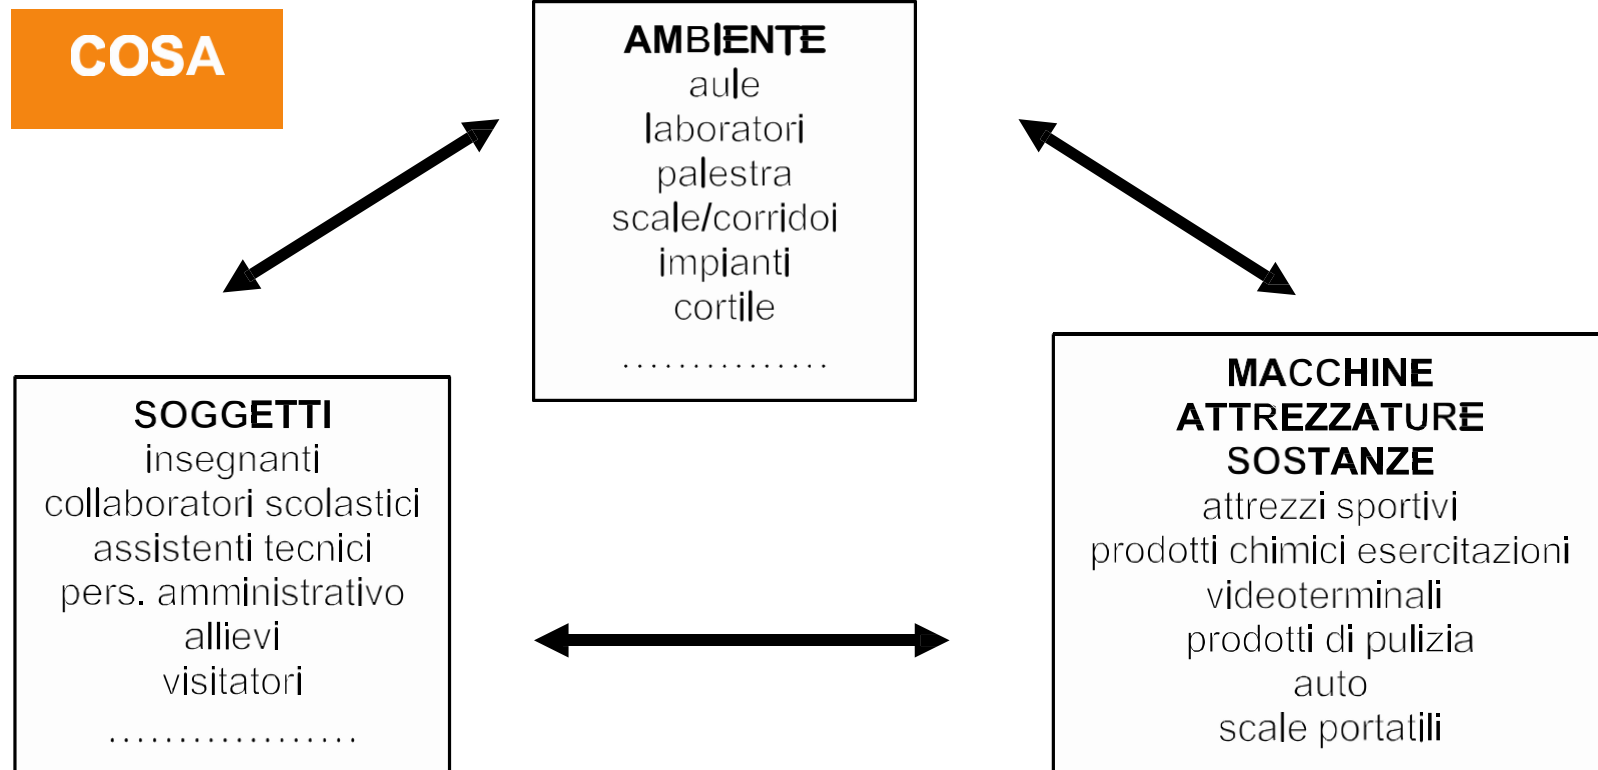 COSA
AMBIENTE
aule
laboratori
palestra
scale/corridoi
impianti
cortile
...............
SOGGETTI
insegnanti
collaboratori scolastici
assistenti tecnici
pers. amministrativo
allievi
visitatori
..................
MACCHINE
ATTREZZATURE
SOSTANZE
attrezzi sportivi
prodotti chimici esercitazioni
videoterminali
prodotti di pulizia
auto
scale portatili